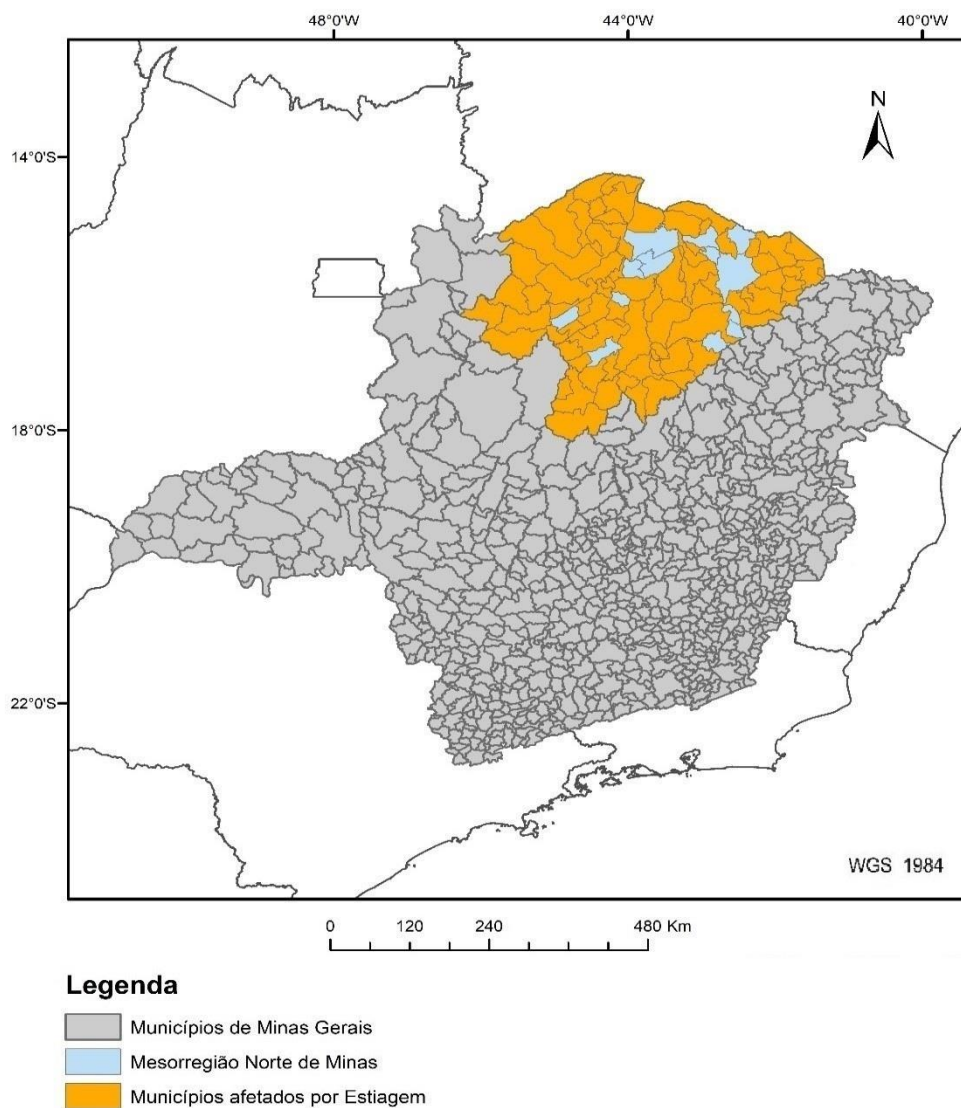 48°0'W 44°0'W 40°0'W
N
14°0'S
18°0'S
22°0'S
WGS 1984
0 120 240 480 Km
Legenda
Municípios de Minas Gerais
Mesorregião Norte de Minas
Municípios afetados por Estiagem